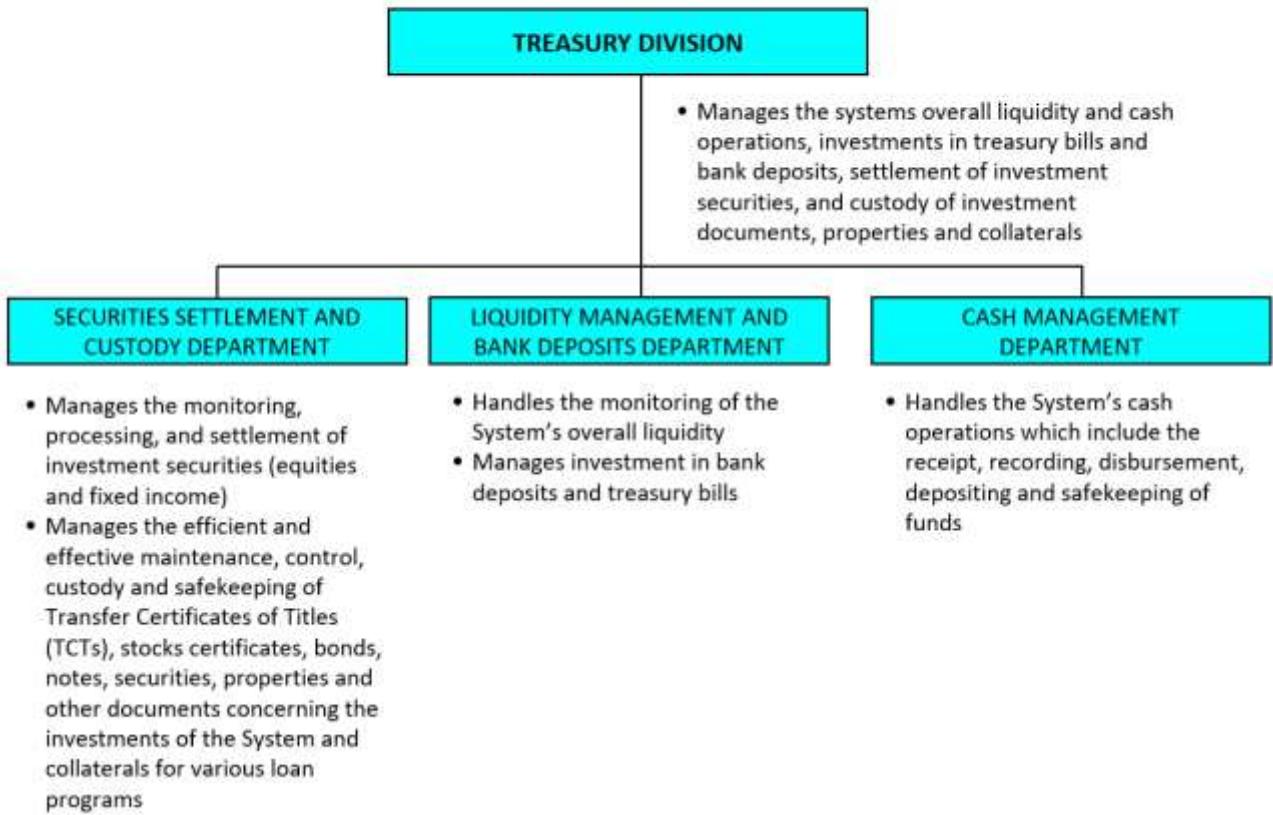 TREASURY DIVISION
• Manages the systems overall liquidity and cash
operations, investments in treasury bills and
bank deposits, settlement of investment
securities, and custody of investment
documents, properties and collaterals
SECURITIES SETTLEMENT AND
CUSTODY DEPARTMENT
• Manages the monitoring,
processing, and settlement of
investment securities (equities
and fixed income)
• Manages the efficient and
effective maintenance, control,
custody and safekeeping of
Transfer Certificates of Titles
(TCTs), stocks certificates, bonds,
notes, securities, properties and
other documents concerning the
investments of the System and
collaterals for various loan
programs
LIQUIDITY MANAGEMENT AND
BANK DEPOSITS DEPARTMENT
• Handles the monitoring of the
System's overall liquidity
• Manages investment in bank
deposits and treasury bills
CASH MANAGEMENT
DEPARTMENT
• Handles the System's cash
operations which include the
receipt, recording, disbursement,
depositing and safekeeping of
funds